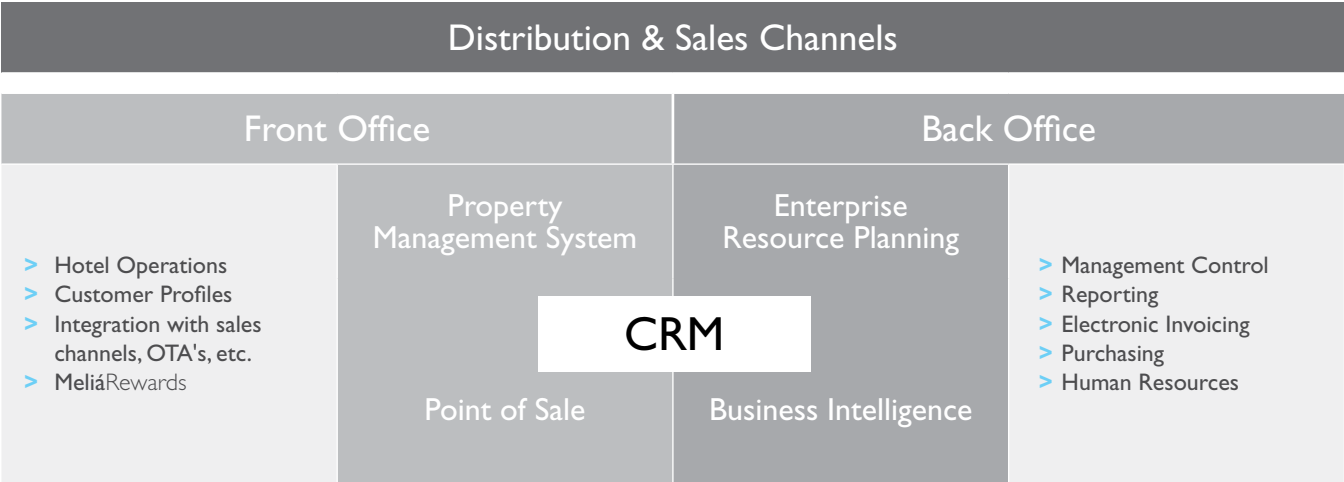 Distribution & Sales Channels
Front Office
Back Office
> Hotel Operations
> Customer Profiles
> Integration with sales
channels, OTA's, etc.
> MeliáRewards
Property
Management System
Point of Sale
CRM
Enterprise
Resource Planning
Business Intelligence
> Management Control
> Reporting
> Electronic Invoicing
> Purchasing
> Human Resources